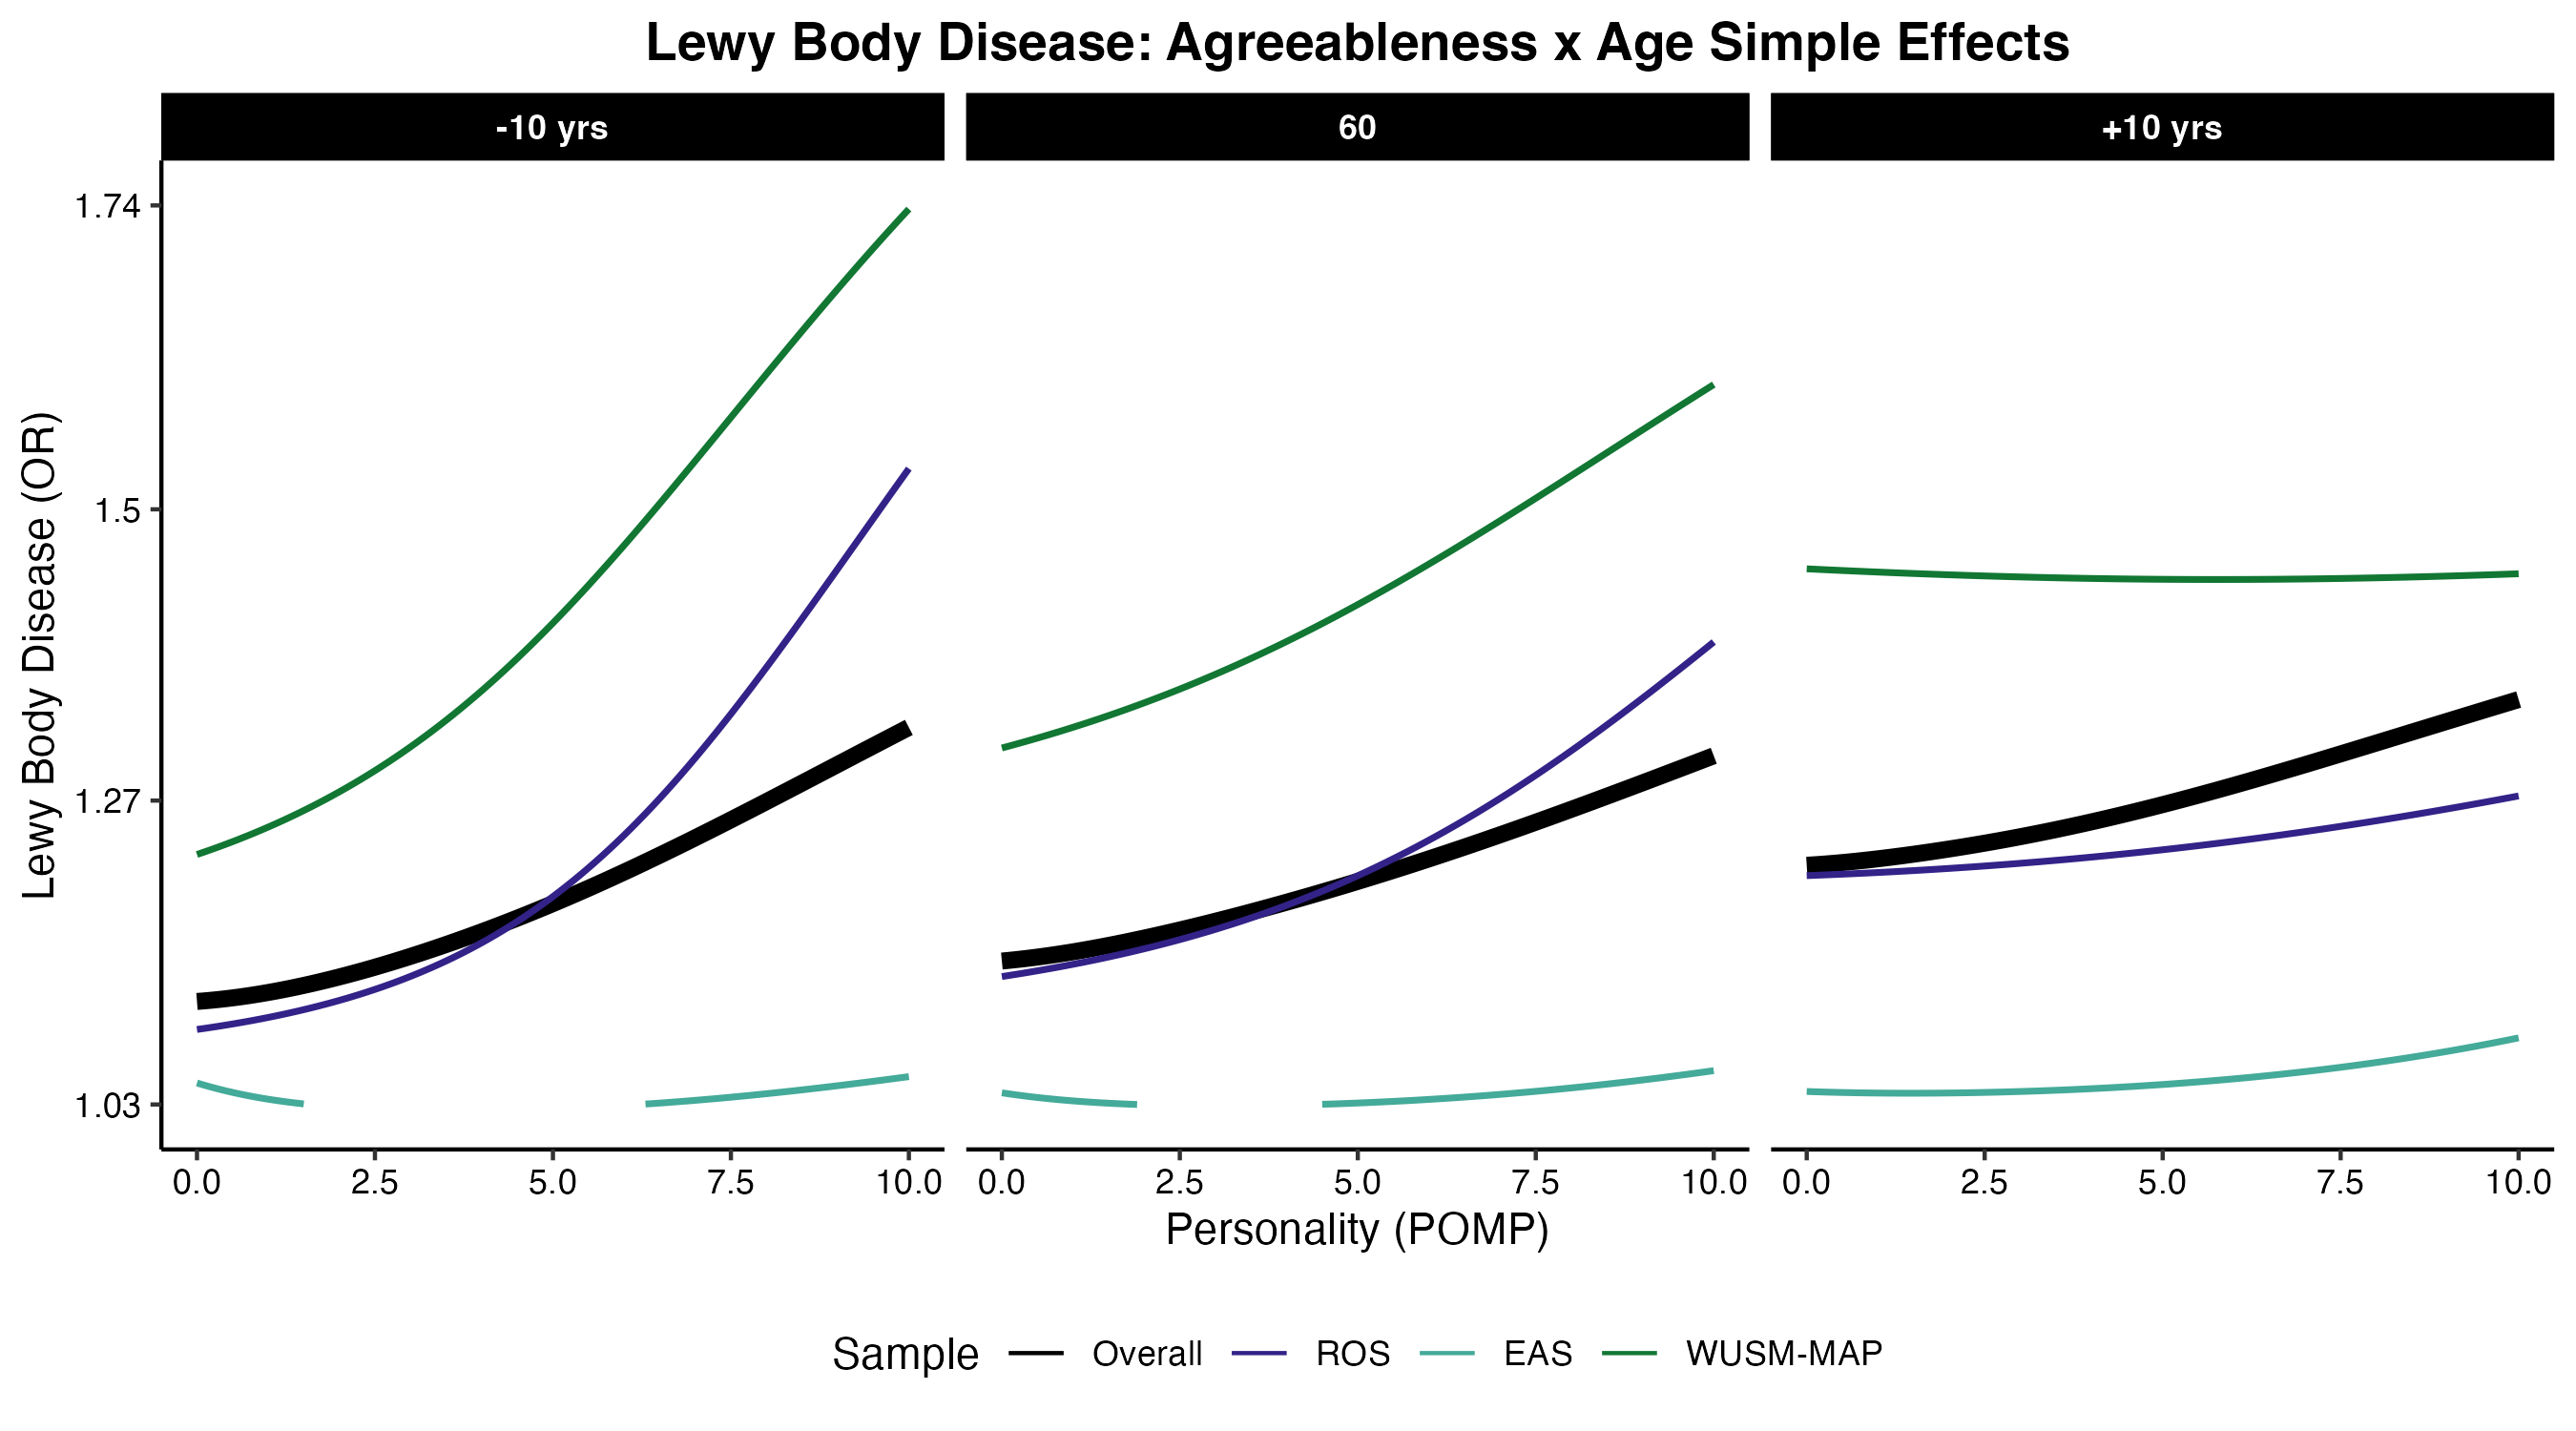 Lewy Body Disease: Agreeableness x Age Simple Effects
-10 yrs
60
+10 yrs
Lewy Body Disease (OR)
1.74
1.5
1.27
1.03
0.0 2.5 5.0 7.5 10.0
0.0 2.5 5.0 7.5 10.0
0.0 2.5 5.0 7.5 10.0
Personality (POMP)
Sample Overall ROS EAS WUSM-MAP